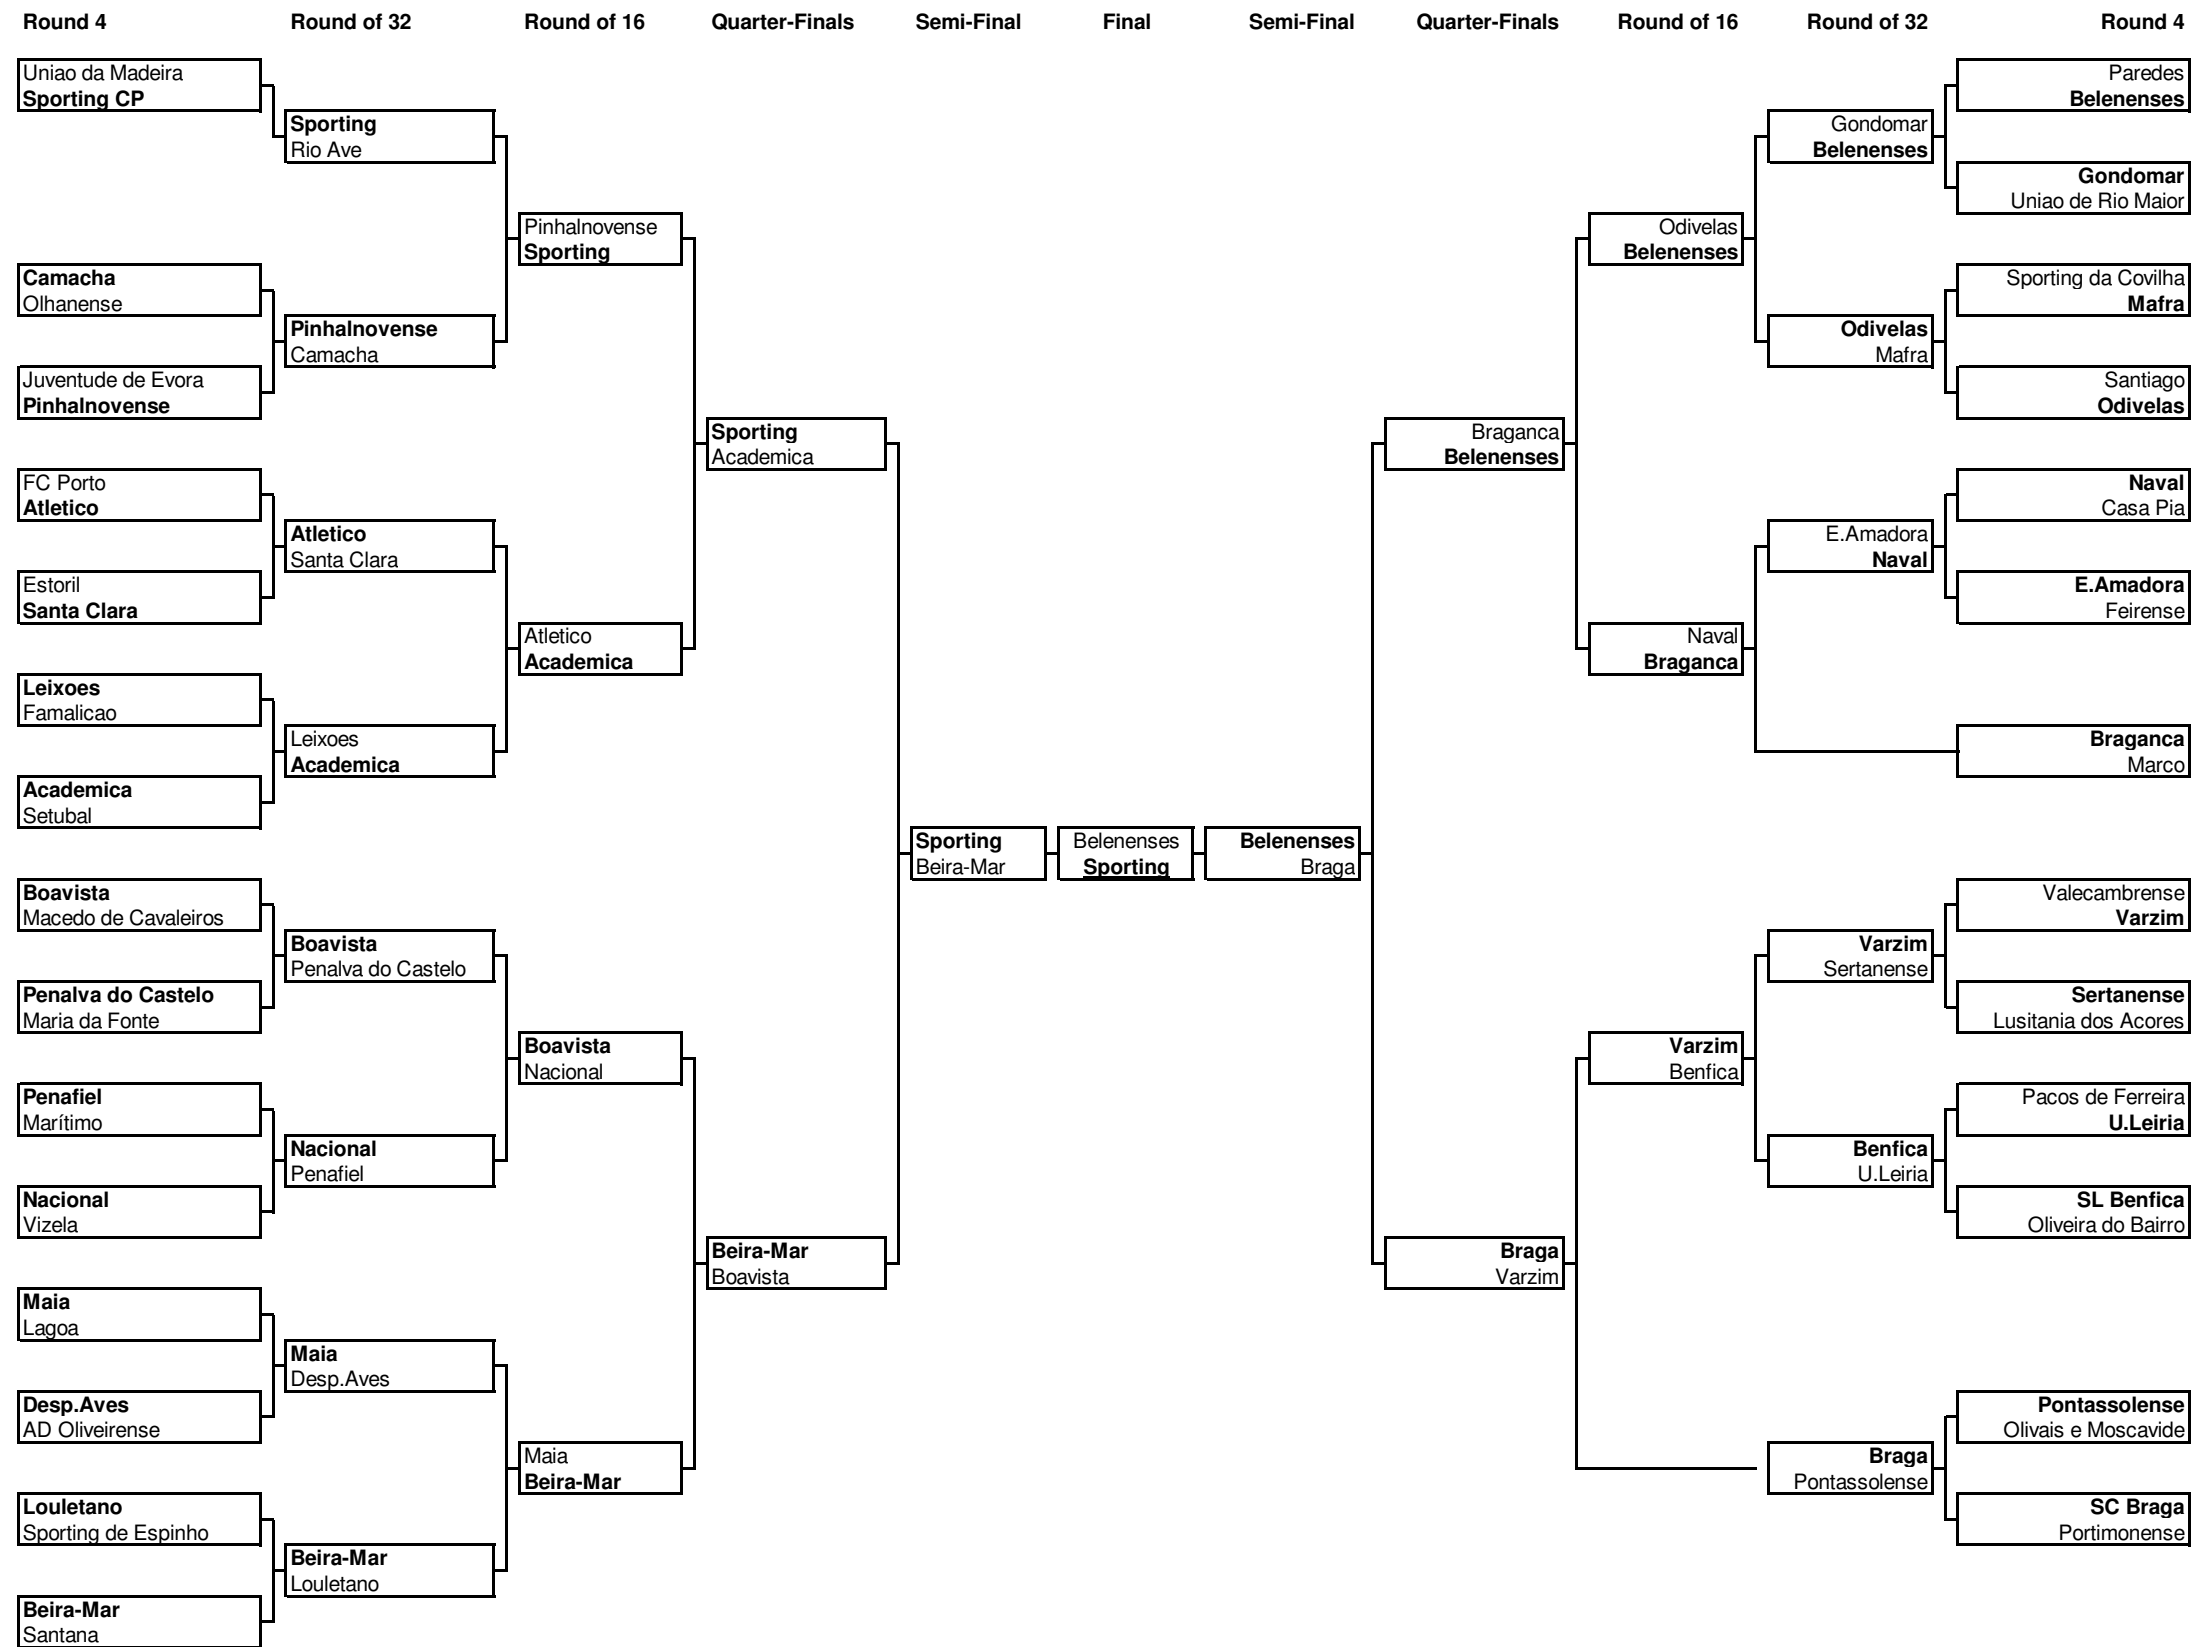 Round 4 Round of 32 Round of 16 Quarter-Finals Semi-Final Final Semi-Final Quarter-Finals Round of 16 Round of 32 Round 4
Uniao da Madeira
Sporting CP
Camacha
Olhanense
Juventude de Evora
Pinhalnovense
FC Porto
Atletico
Estoril
Santa Clara
Leixoes
Famalicao
Academica
Setubal
Boavista
Macedo de Cavaleiros
Penalva do Castelo
Maria da Fonte
Penafiel
Marítimo
Nacional
Vizela
Maia
Lagoa
Desp.Aves
AD Oliveirense
Louletano
Sporting de Espinho
Beira-Mar
Santana
Sporting
Rio Ave
Pinhalnovense
Camacha
Atletico
Santa Clara
Leixoes
Academica
Boavista
Penalva do Castelo
Nacional
Penafiel
Maia
Desp.Aves
Beira-Mar
Louletano
Pinhalnovense
Sporting
Atletico
Academica
Boavista
Nacional
Maia
Beira-Mar
Sporting
Academica
Beira-Mar
Boavista
Sporting
Beira-Mar
Belenenses
Sporting
Belenenses
Braga
Braganca
Belenenses
Braga
Varzim
Odivelas
Belenenses
Naval
Braganca
Varzim
Benfica
Gondomar
Belenenses
Odivelas
Mafra
E.Amadora
Naval
Varzim
Sertanense
Benfica
U.Leiria
Braga
Pontassolense
Paredes
Belenenses
Gondomar
Uniao de Rio Maior
Sporting da Covilha
Mafra
Santiago
Odivelas
Naval
Casa Pia
E.Amadora
Feirense
Braganca
Marco
Valecambrense
Varzim
Sertanense
Lusitania dos Acores
Pacos de Ferreira
U.Leiria
SL Benfica
Oliveira do Bairro
Pontassolense
Olivais e Moscavide
SC Braga
Portimonense